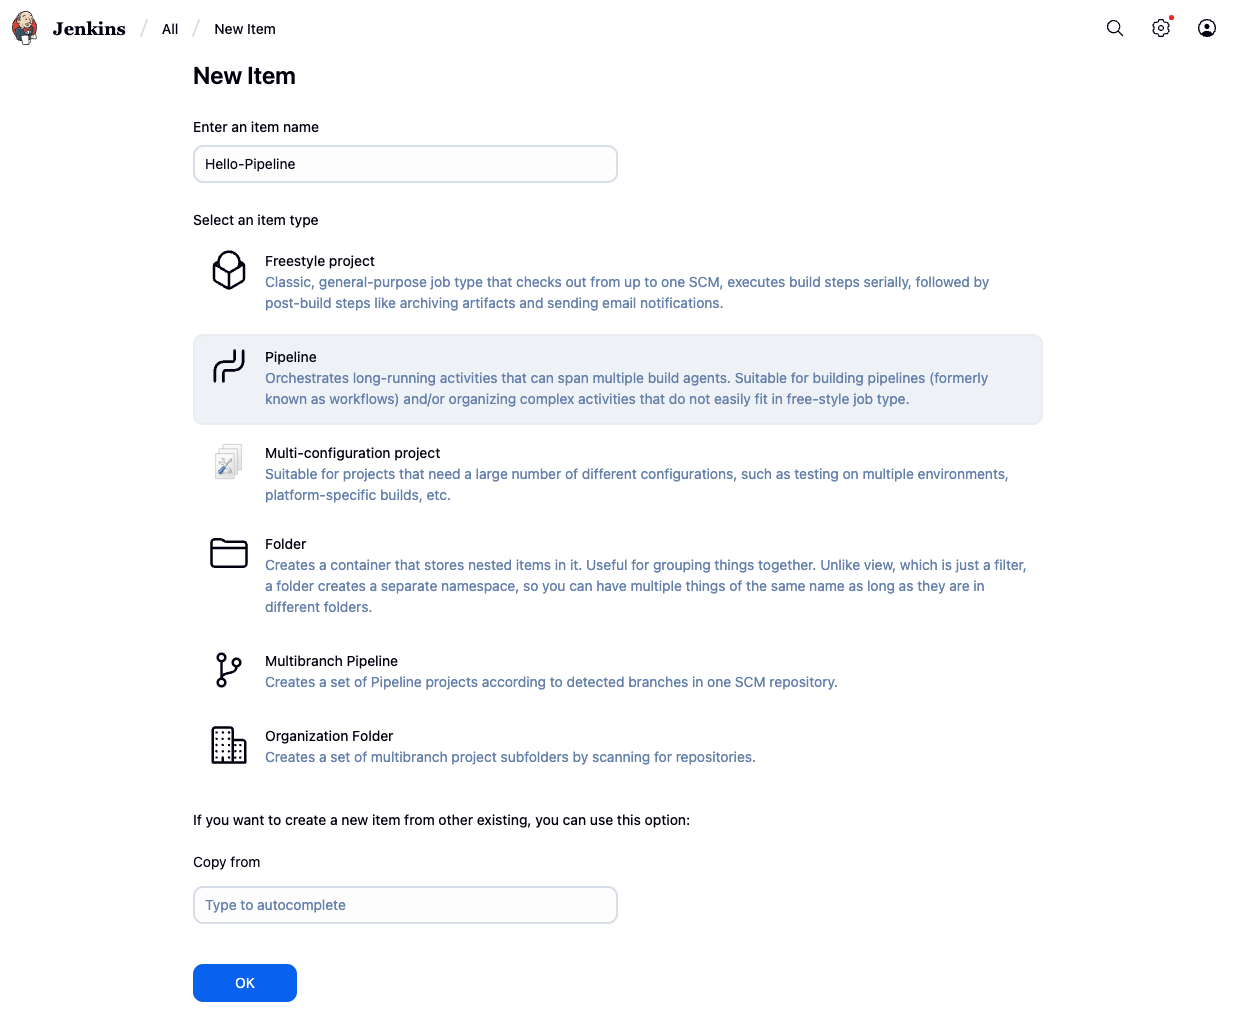 Jenkins / All / New Item
New Item
Enter an item name
Hello-Pipeline
Select an item type
Freestyle project
Classic, general-purpose job type that checks out from up to one SCM, executes build steps serially, followed by
post-build steps like archiving artifacts and sending email notifications.
Pipeline
Orchestrates long-running activities that can span multiple build agents. Suitable for building pipelines (formerly
known as workflows) and/or organizing complex activities that do not easily fit in free-style job type.
Multi-configuration project
Suitable for projects that need a large number of different configurations, such as testing on multiple environments,
platform-specific builds, etc.
Folder
Creates a container that stores nested items in it. Useful for grouping things together. Unlike view, which is just a filter,
a folder creates a separate namespace, so you can have multiple things of the same name as long as they are in
different folders.
Multibranch Pipeline
Creates a set of Pipeline projects according to detected branches in one SCM repository.
Organization Folder
Creates a set of multibranch project subfolders by scanning for repositories.
If you want to create a new item from other existing, you can use this option:
Copy from
Type to autocomplete
OK